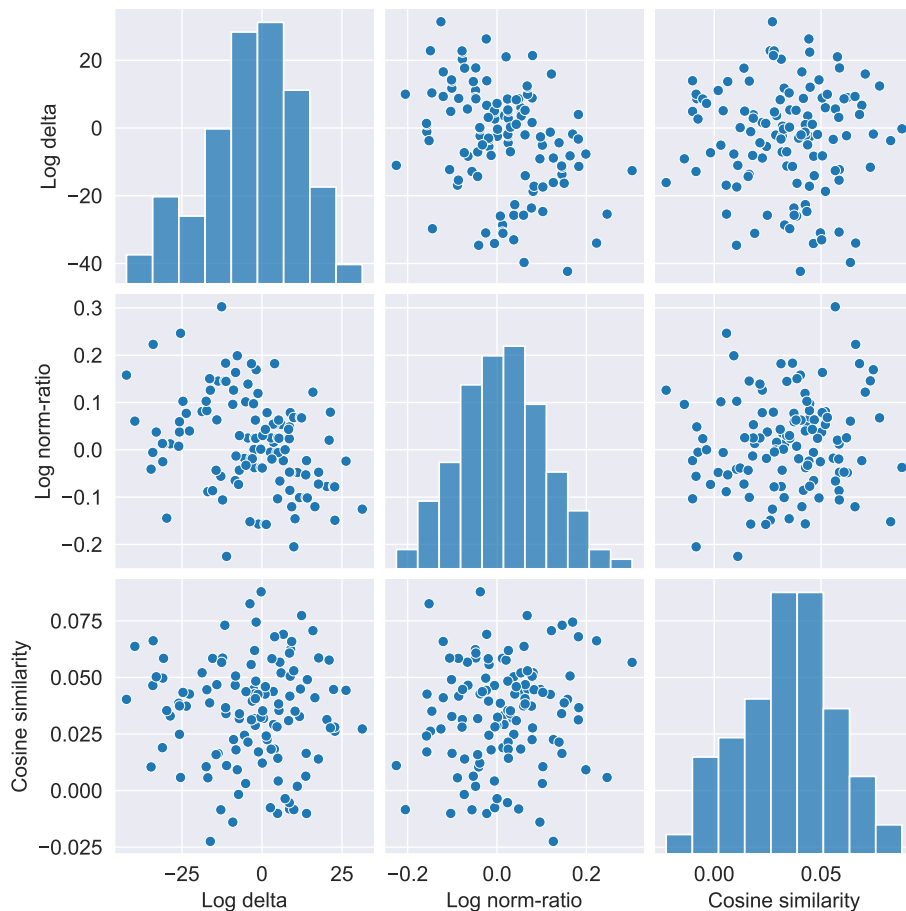 Log delta
20
0
−20
−40
Log norm-ratio
0.3
0.2
0.1
0.0
−0.1
−0.2
Cosine similarity
0.075
0.050
0.025
0.000
−0.025
−25 0 25
Log delta
−0.2 0.0 0.2
Log norm-ratio
0.00 0.05
Cosine similarity